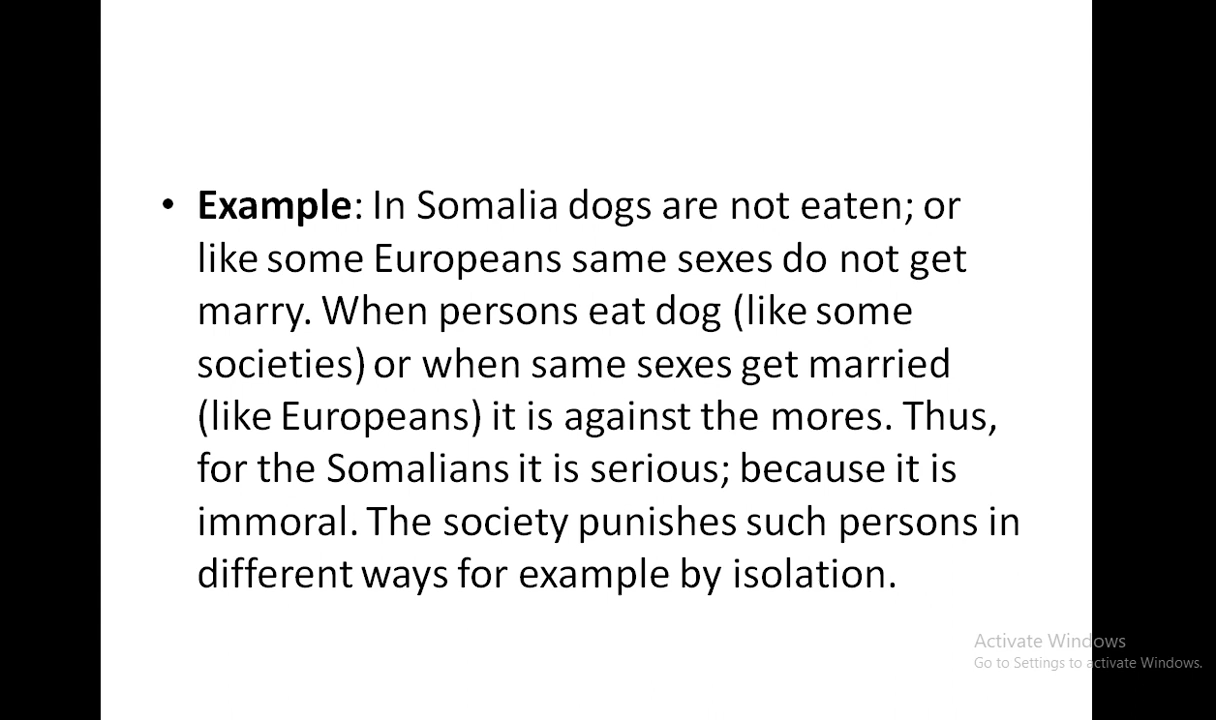 • Example: In Somalia dogs are not eaten; or
like some Europeans same sexes do not get
marry. When persons eat dog (like some
societies) or when same sexes get married
(like Europeans) it is against the mores. Thus,
for the Somalians it is serious; because it is
immoral. The society punishes such persons in
different ways for example by isolation.
Activate Windows
Go to Settings to activate Windows.